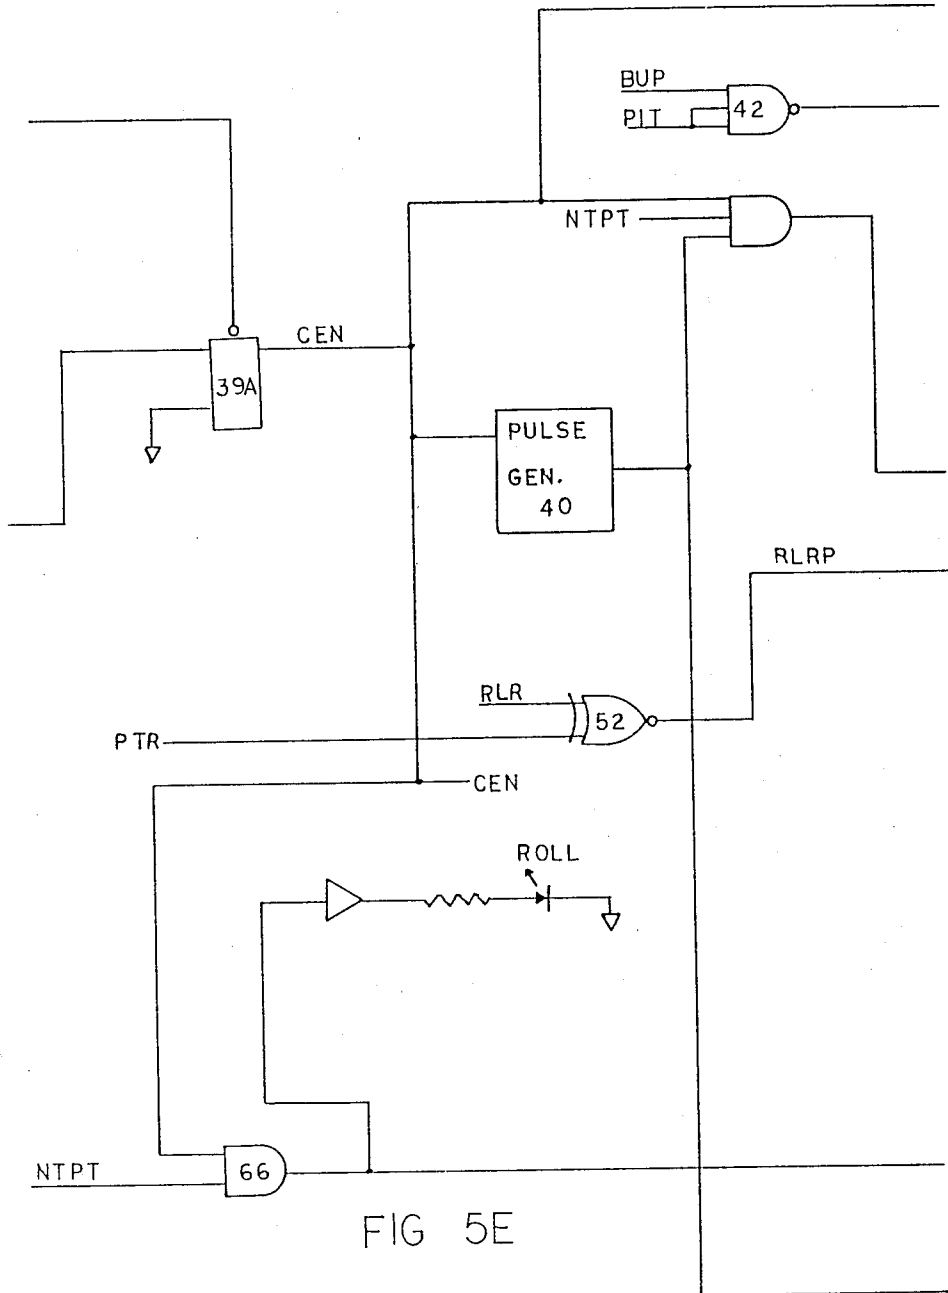 BUP
42
PIT
NTPT
CEN
39A
PULSE
GEN.
40
RLRP
RLR
52
PTR
CEN
ROLL
NTPT
66
FIG 5E